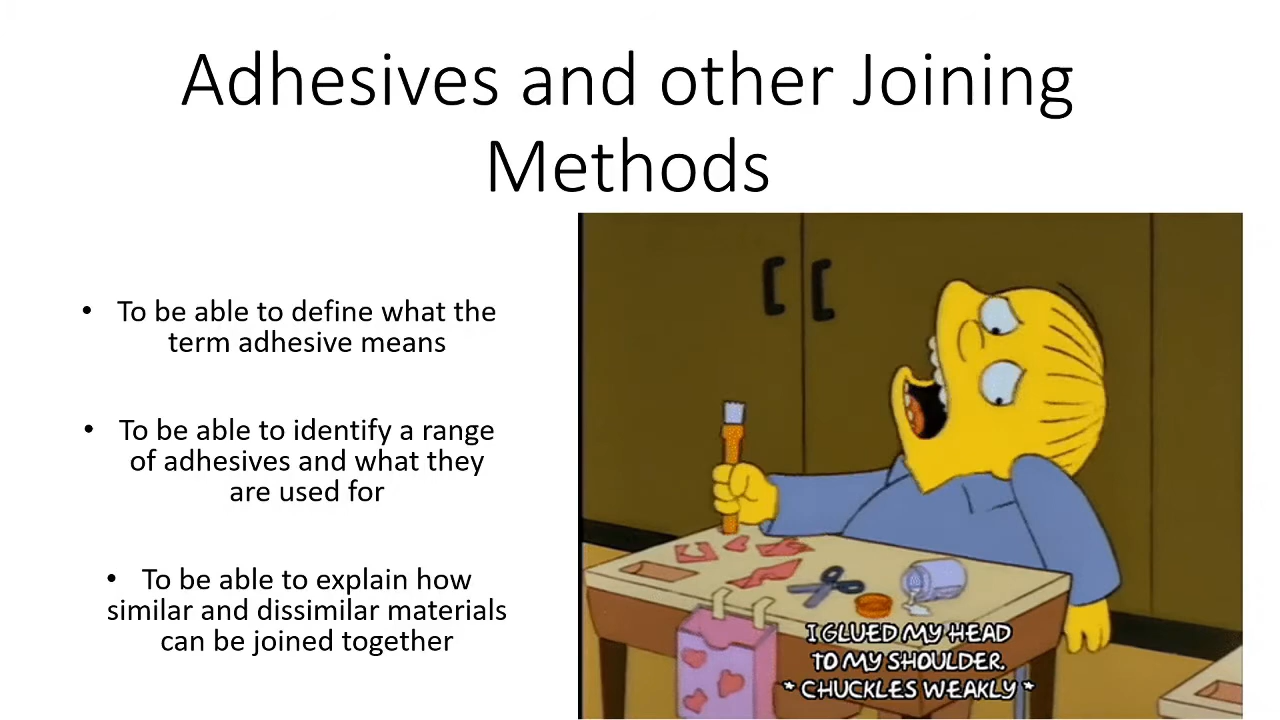 Adhesives and other Joining
Methods
• To be able to define what the
term adhesive means
• To be able to identify a range
of adhesives and what they
are used for
• To be able to explain how
similar and dissimilar materials
can be joined together
I GLUED MY HEAD
TO MY SHOULDER.
* CHUCKLES WEAKLY *